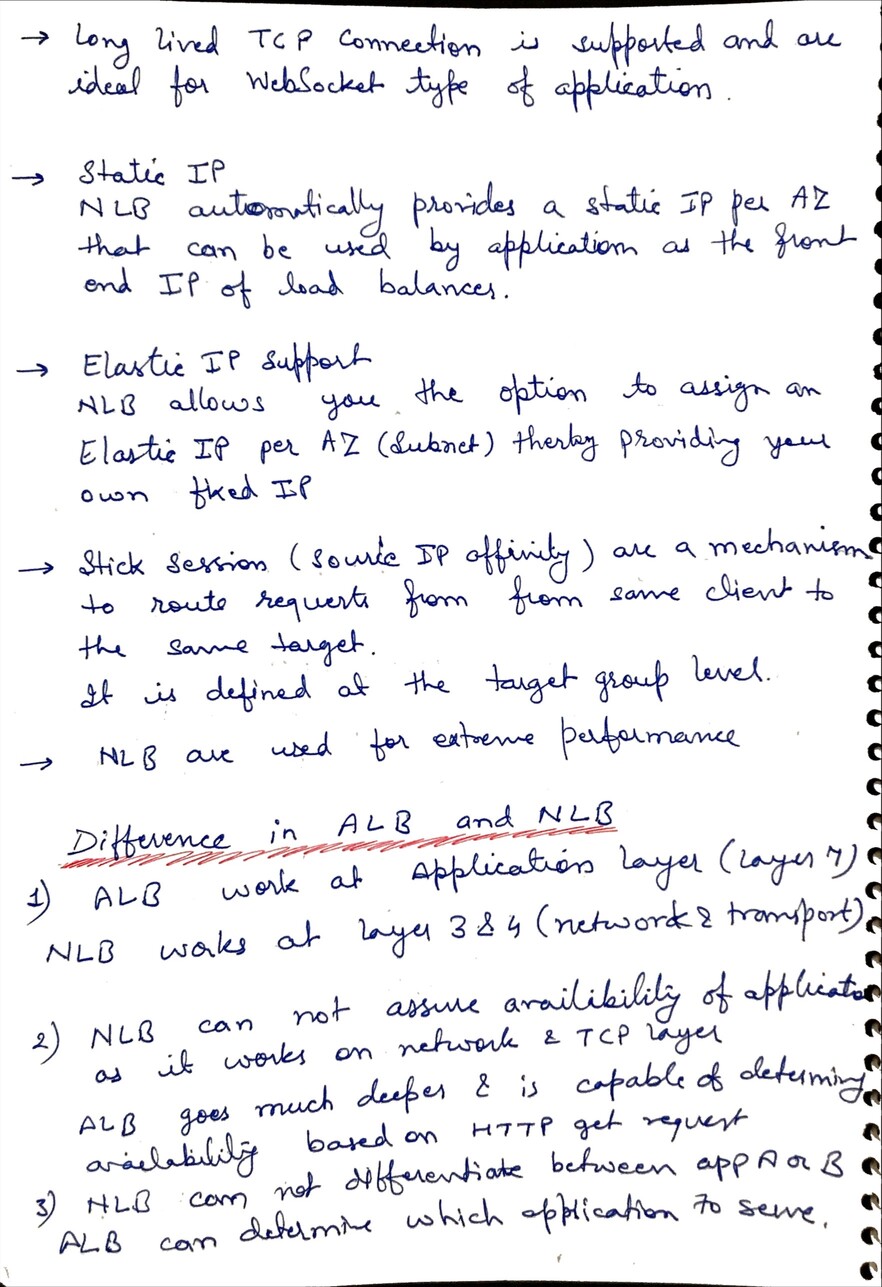 → Long lived TCP Connection is supported and are
ideal for WebSocket type of application.
→ Static IP
NLB automatically provides a static IP per AZ
that can be used by application as the front
end IP of load balances.
→ Elastic IP Support
NLB allows you the option to assign an
Elastic IP per AZ (Subnet) therby providing your
own fixed IP
→ Stick Session (Source IP affinity) are a mechanism
to route requests from from same client to
the same target.
It is defined at the target group level.
→ NLB are used for extreme performance
Difference in ALB and NLB
1) ALB work at Application Layer (Layer 7)
NLB works at layer 3 & 4 (network & transport)
2) NLB can not assure availibility of applicaton
as it works on network & TCP layer
ALB goes much deeper & is capable of determining
availability based on HTTP get request
3) NLB can not differentiate between app A or B
ALB can determine which application to serve.